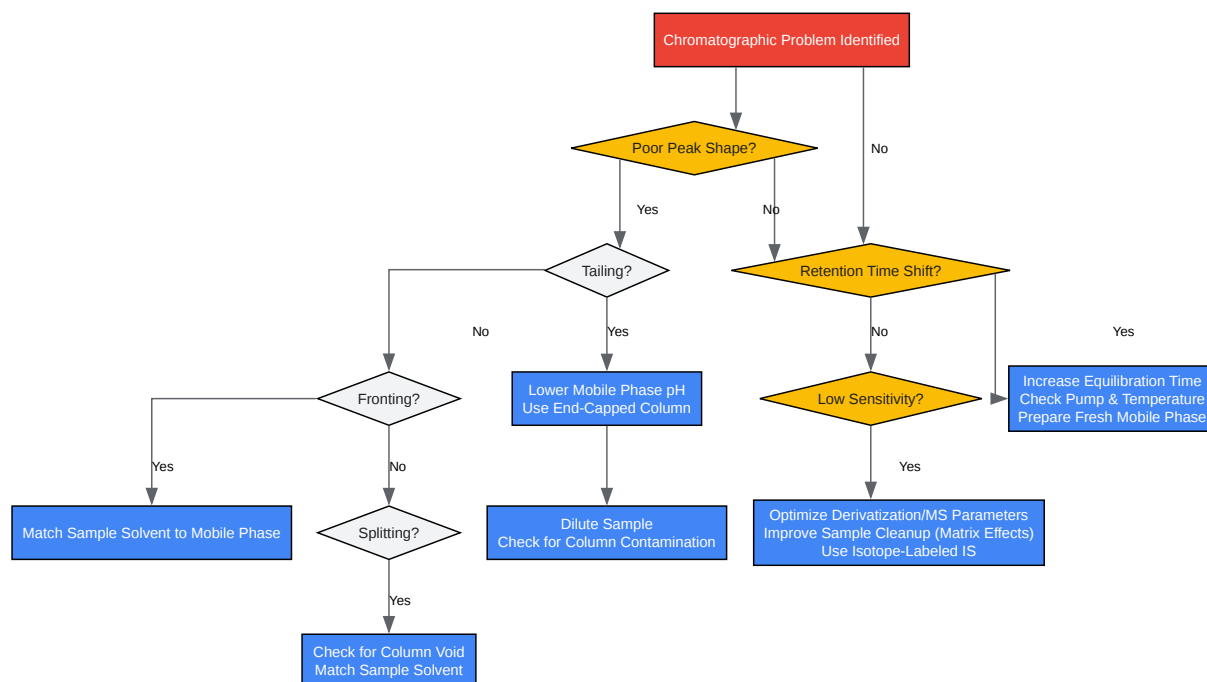 Chromatographic Problem Identified
Poor Peak Shape?
No
Yes
No
Tailing?
Retention Time Shift?
No
Yes
No
Yes
Fronting?
Lower Mobile Phase pH
Use End-Capped Column
Low Sensitivity?
Increase Equilibration Time
Check Pump & Temperature
Prepare Fresh Mobile Phase
Yes
No
Yes
Match Sample Solvent to Mobile Phase
Splitting?
Dilute Sample
Check for Column Contamination
Optimize Derivatization/MS Parameters
Improve Sample Cleanup (Matrix Effects)
Use Isotope-Labeled IS
Yes
Check for Column Void
Match Sample Solvent